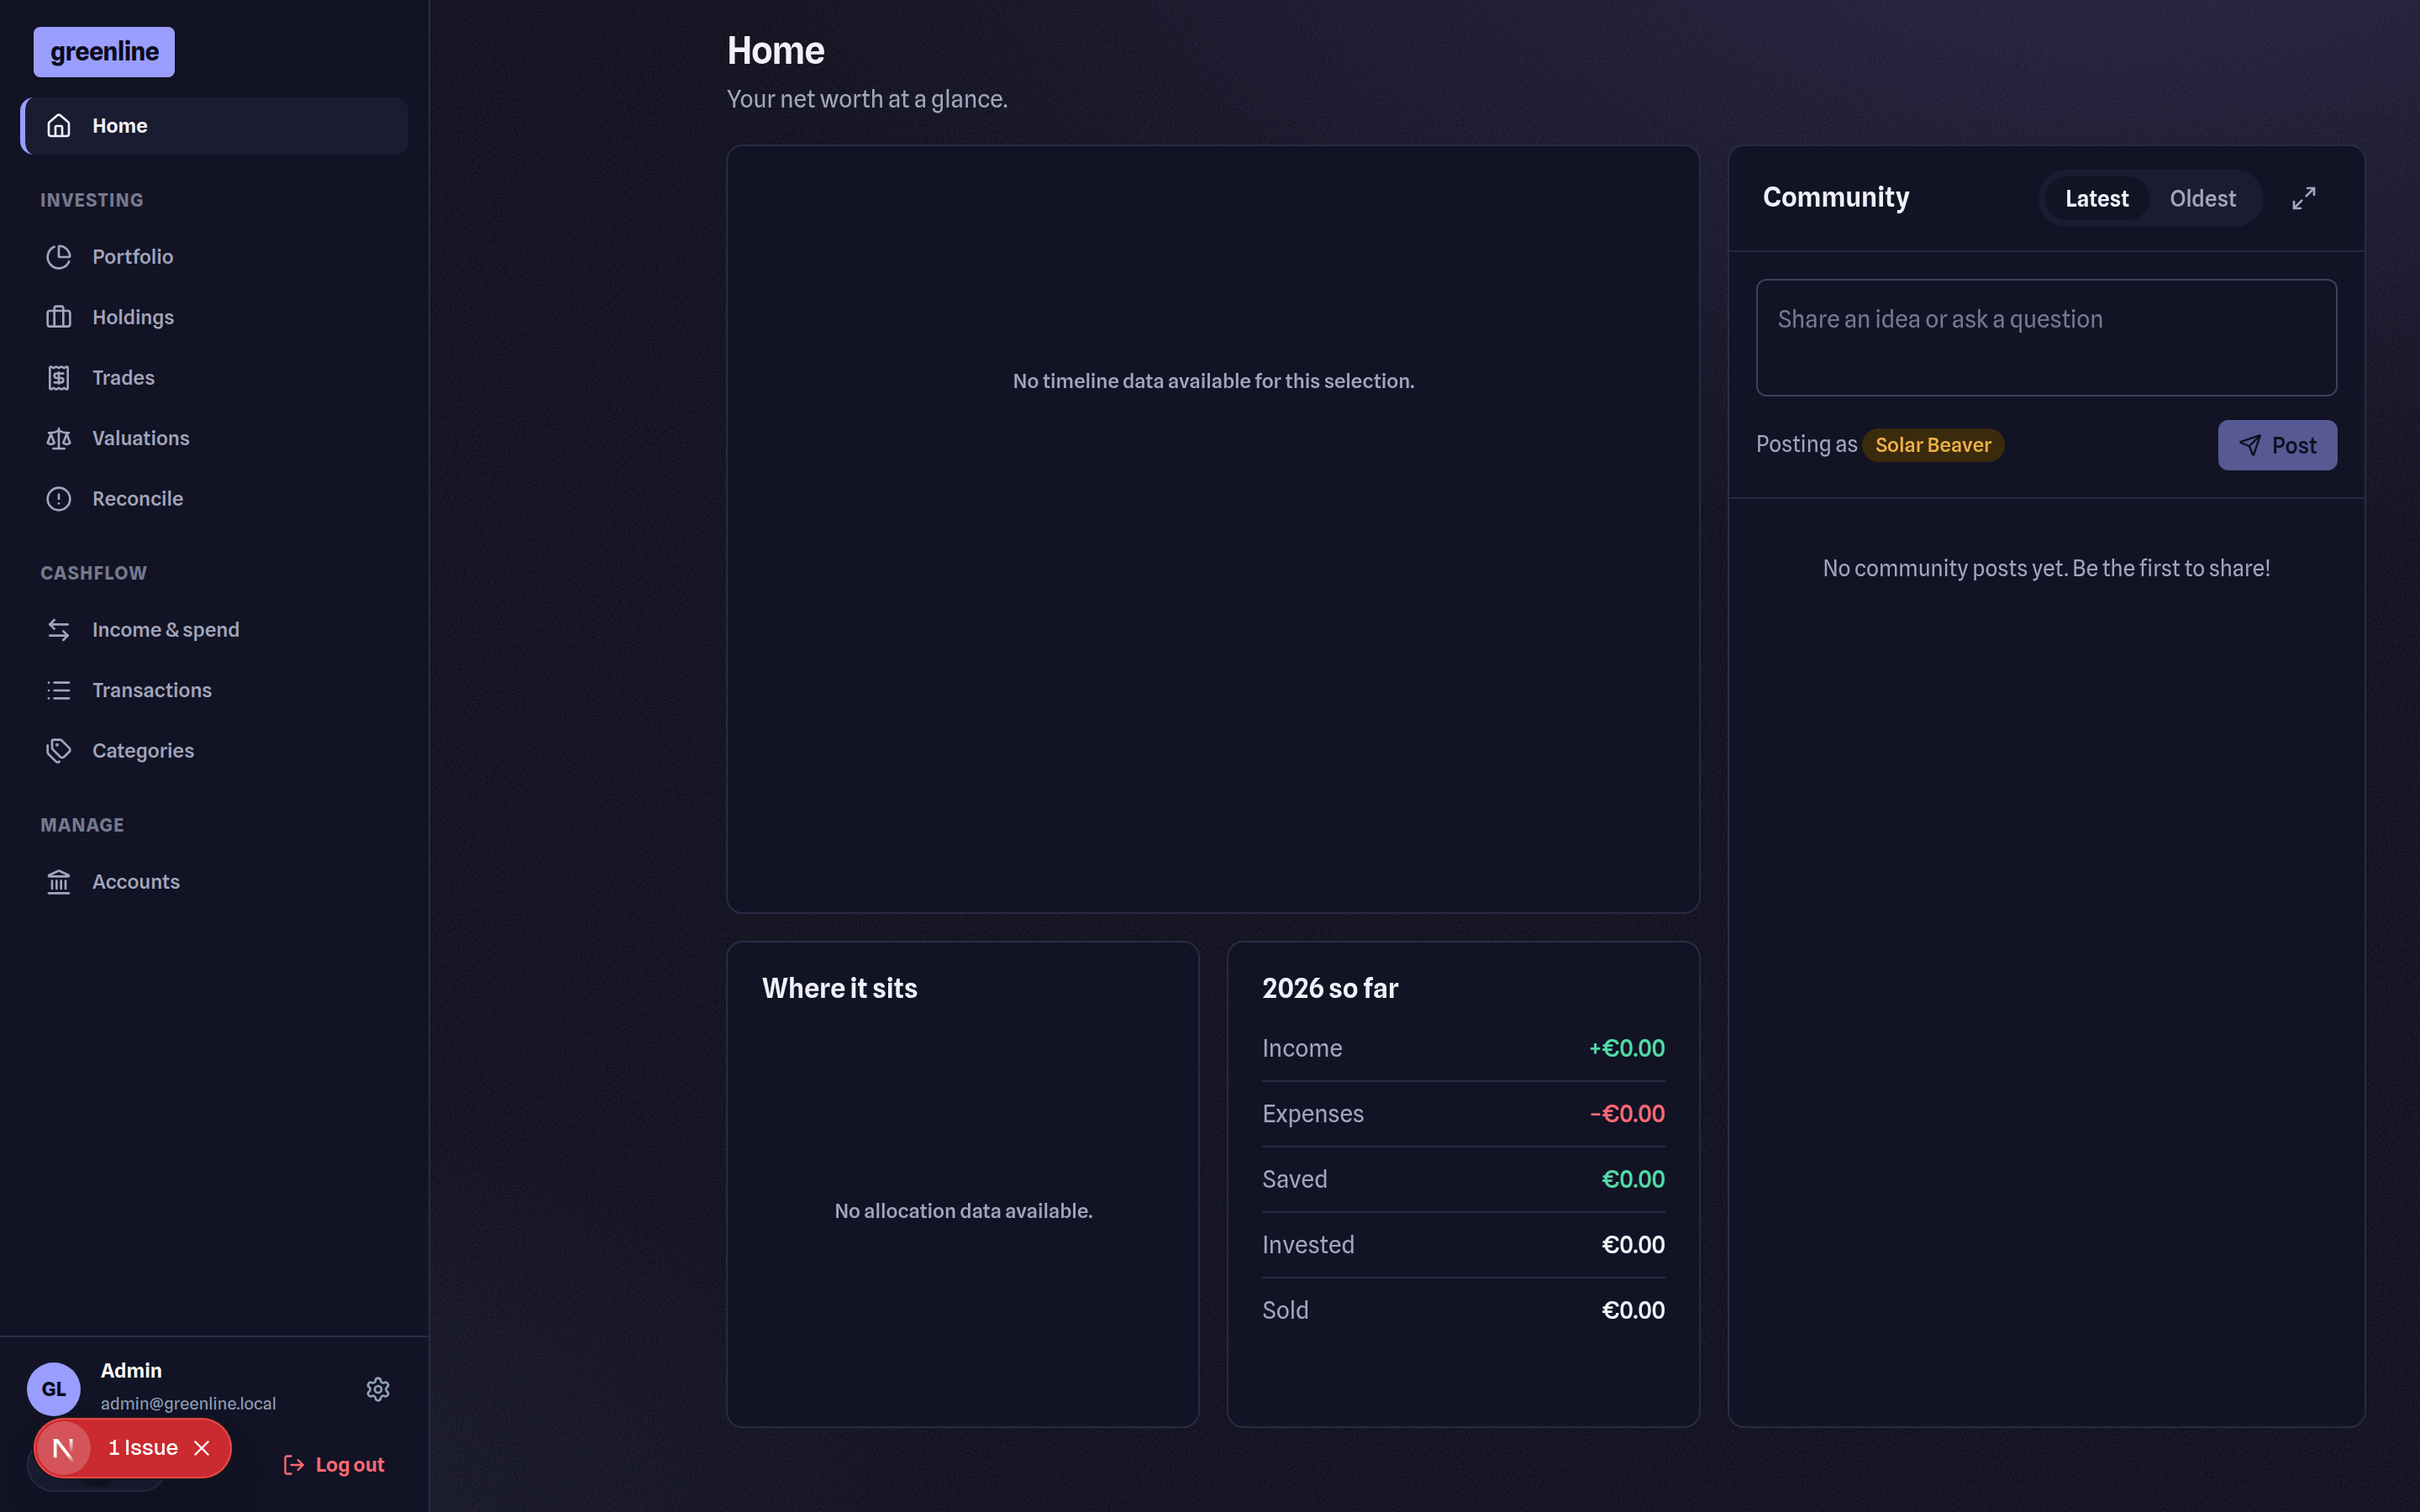 greenline
Home
INVESTING
Portfolio
Holdings
Trades
Valuations
Reconcile
CASHFLOW
Income & spend
Transactions
Categories
MANAGE
Accounts
GL
Admin
admin@greenline.local
N
1 Issue
Log out
Home
Your net worth at a glance.
No timeline data available for this selection.
Where it sits
No allocation data available.
2026 so far
Income +€0.00
Expenses −€0.00
Saved €0.00
Invested €0.00
Sold €0.00
Community
Latest Oldest
Share an idea or ask a question
Posting as Solar Beaver
Post
No community posts yet. Be the first to share!